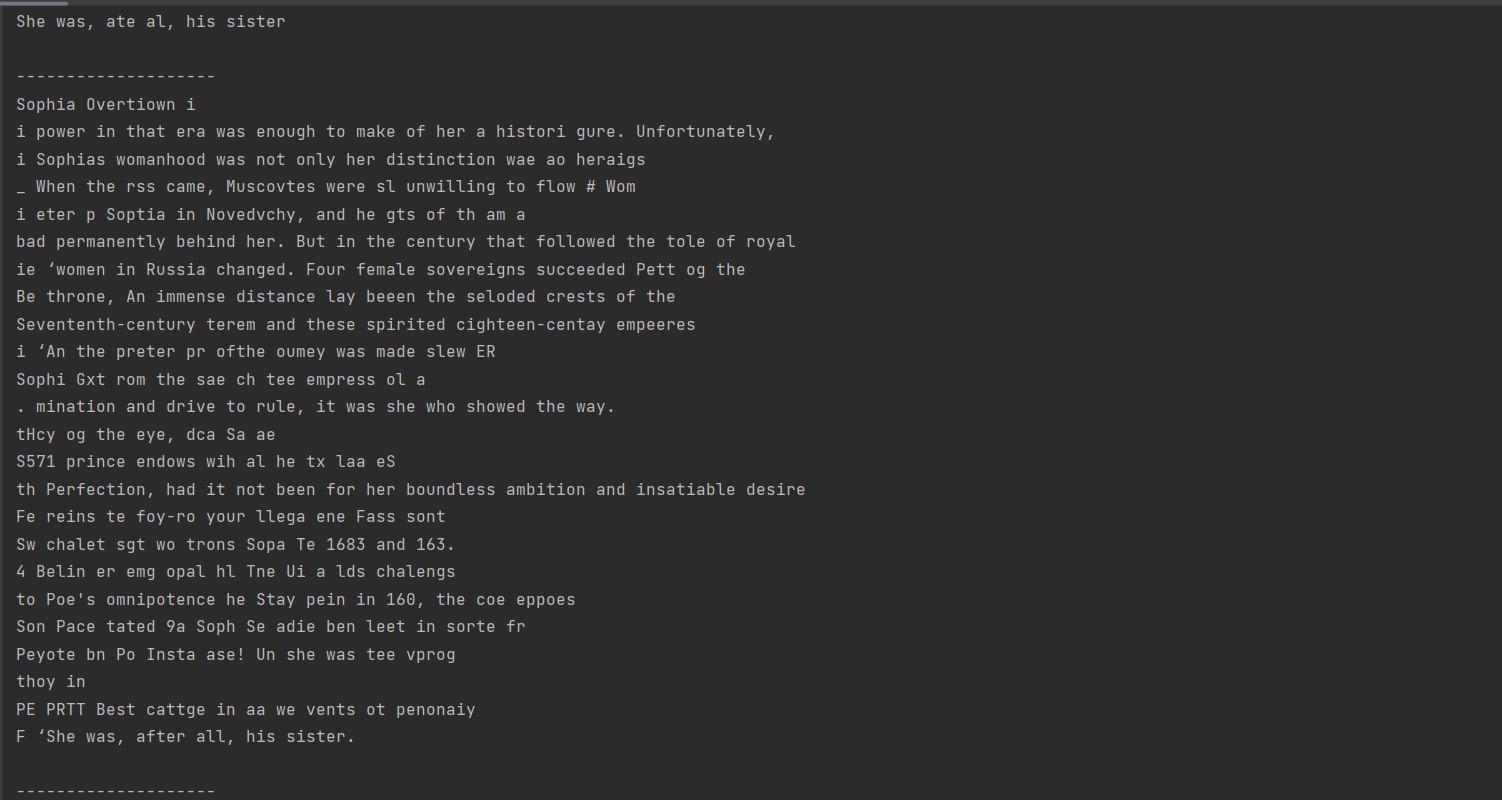 She was, ate al, his sister
--------------------
Sophia Overtiown i
i power in that era was enough to make of her a histori gure. Unfortunately,
i Sophias womanhood was not only her distinction wae ao heraigs
_ When the rss came, Muscovtes were sl unwilling to flow # Wom
i eter p Soptia in Novedvchy, and he gts of th am a
bad permanently behind her. But in the century that followed the tole of royal
ie ‘women in Russia changed. Four female sovereigns succeeded Pett og the
Be throne, An immense distance lay beeen the seloded crests of the
Sevententh-century terem and these spirited cighteen-centay empeeres
i ‘An the preter pr ofthe oumey was made slew ER
Sophi Gxt rom the sae ch tee empress ol a
. mination and drive to rule, it was she who showed the way.
tHcy og the eye, dca Sa ae
S571 prince endows wih al he tx laa eS
th Perfection, had it not been for her boundless ambition and insatiable desire
Fe reins te foy-ro your llega ene Fass sont
Sw chalet sgt wo trons Sopa Te 1683 and 163.
4 Belin er emg opal hl Tne Ui a lds chalengs
to Poe's omnipotence he Stay pein in 160, the coe eppoes
Son Pace tated 9a Soph Se adie ben leet in sorte fr
Peyote bn Po Insta ase! Un she was tee vprog
thoy in
PE PRTT Best cattge in aa we vents ot penonaiy
F ‘She was, after all, his sister.
--------------------